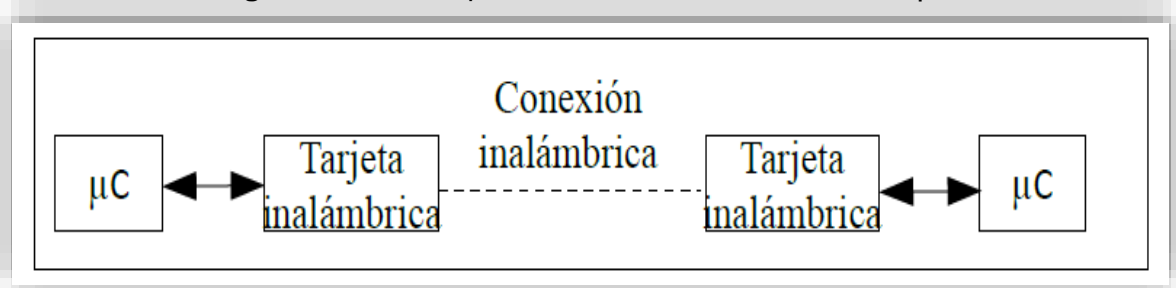 Conexión
inalámbrica
µC
Tarjeta
inalámbrica
Tarjeta
inalámbrica
µC